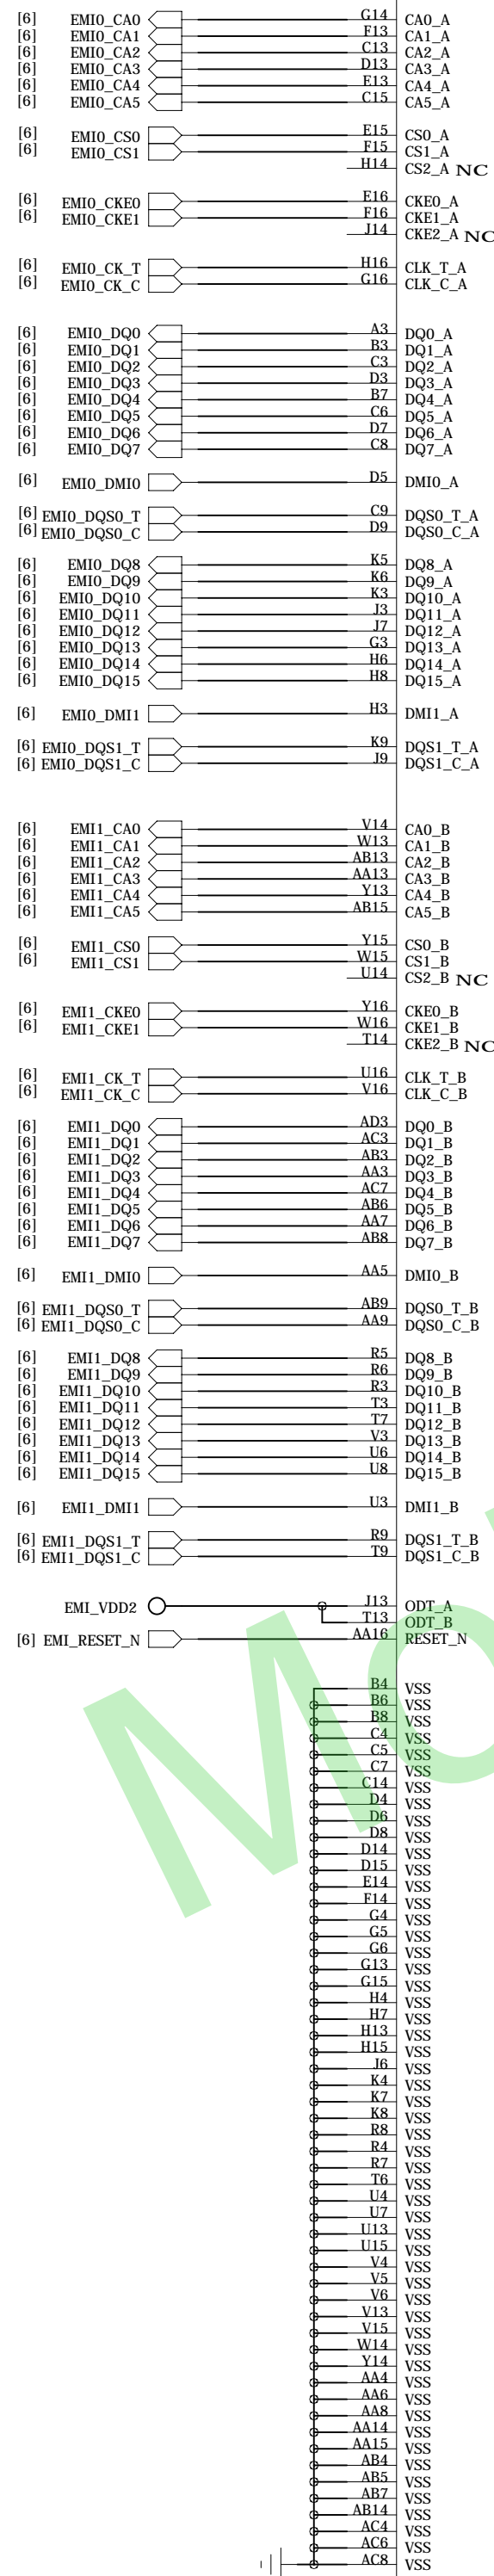 [6] EMI0_CA0 G14 CA0_A
[6] EMI0_CA1 F13 CA1_A
[6] EMI0_CA2 C13 CA2_A
[6] EMI0_CA3 D13 CA3_A
[6] EMI0_CA4 E13 CA4_A
[6] EMI0_CA5 C15 CA5_A
[6] EMI0_CS0 E15 CS0_A
[6] EMI0_CS1 F15 CS1_A
H14 CS2_A NC
[6] EMI0_CKE0 E16 CKE0_A
[6] EMI0_CKE1 F16 CKE1_A
J14 CKE2_A NC
[6] EMI0_CK_T H16 CLK_T_A
[6] EMI0_CK_C G16 CLK_C_A
[6] EMI0_DQ0 A3 DQ0_A
[6] EMI0_DQ1 B3 DQ1_A
[6] EMI0_DQ2 C3 DQ2_A
[6] EMI0_DQ3 D3 DQ3_A
[6] EMI0_DQ4 B7 DQ4_A
[6] EMI0_DQ5 C6 DQ5_A
[6] EMI0_DQ6 D7 DQ6_A
[6] EMI0_DQ7 C8 DQ7_A
[6] EMI0_DMI0 D5 DMI0_A
[6] EMI0_DQS0_T C9 DQS0_T_A
[6] EMI0_DQS0_C D9 DQS0_C_A
[6] EMI0_DQ8 K5 DQ8_A
[6] EMI0_DQ9 K6 DQ9_A
[6] EMI0_DQ10 K3 DQ10_A
[6] EMI0_DQ11 J3 DQ11_A
[6] EMI0_DQ12 J7 DQ12_A
[6] EMI0_DQ13 G3 DQ13_A
[6] EMI0_DQ14 H6 DQ14_A
[6] EMI0_DQ15 H8 DQ15_A
[6] EMI0_DMI1 H3 DMI1_A
[6] EMI0_DQS1_T K9 DQS1_T_A
[6] EMI0_DQS1_C J9 DQS1_C_A
[6] EMI1_CA0 V14 CA0_B
[6] EMI1_CA1 W13 CA1_B
[6] EMI1_CA2 AB13 CA2_B
[6] EMI1_CA3 AA13 CA3_B
[6] EMI1_CA4 Y13 CA4_B
[6] EMI1_CA5 AB15 CA5_B
[6] EMI1_CS0 Y15 CS0_B
[6] EMI1_CS1 W15 CS1_B
U14 CS2_B NC
[6] EMI1_CKE0 Y16 CKE0_B
[6] EMI1_CKE1 W16 CKE1_B
T14 CKE2_B NC
[6] EMI1_CK_T U16 CLK_T_B
[6] EMI1_CK_C V16 CLK_C_B
[6] EMI1_DQ0 AD3 DQ0_B
[6] EMI1_DQ1 AC3 DQ1_B
[6] EMI1_DQ2 AB3 DQ2_B
[6] EMI1_DQ3 AA3 DQ3_B
[6] EMI1_DQ4 AC7 DQ4_B
[6] EMI1_DQ5 AB6 DQ5_B
[6] EMI1_DQ6 AA7 DQ6_B
[6] EMI1_DQ7 AB8 DQ7_B
[6] EMI1_DMI0 AA5 DMI0_B
[6] EMI1_DQS0_T AB9 DQS0_T_B
[6] EMI1_DQS0_C AA9 DQS0_C_B
[6] EMI1_DQ8 R5 DQ8_B
[6] EMI1_DQ9 R6 DQ9_B
[6] EMI1_DQ10 R3 DQ10_B
[6] EMI1_DQ11 T3 DQ11_B
[6] EMI1_DQ12 T7 DQ12_B
[6] EMI1_DQ13 V3 DQ13_B
[6] EMI1_DQ14 U6 DQ14_B
[6] EMI1_DQ15 U8 DQ15_B
[6] EMI1_DMI1 U3 DMI1_B
[6] EMI1_DQS1_T R9 DQS1_T_B
[6] EMI1_DQS1_C T9 DQS1_C_B
EMI_VDD2 J13 ODT_A
T13 ODT_B
[6] EMI_RESET_N AA16 RESET_N
B4 VSS
B6 VSS
B8 VSS
C4 VSS
C5 VSS
C7 VSS
C14 VSS
D4 VSS
D6 VSS
D8 VSS
D14 VSS
D15 VSS
E14 VSS
F14 VSS
G4 VSS
G5 VSS
G6 VSS
G13 VSS
G15 VSS
H4 VSS
H7 VSS
H13 VSS
H15 VSS
J6 VSS
K4 VSS
K7 VSS
K8 VSS
R8 VSS
R4 VSS
R7 VSS
T6 VSS
U4 VSS
U7 VSS
U13 VSS
U15 VSS
V4 VSS
V5 VSS
V6 VSS
V13 VSS
V15 VSS
W14 VSS
Y14 VSS
AA4 VSS
AA6 VSS
AA8 VSS
AA14 VSS
AA15 VSS
AB4 VSS
AB5 VSS
AB7 VSS
AB14 VSS
AC4 VSS
AC6 VSS
AC8 VSS